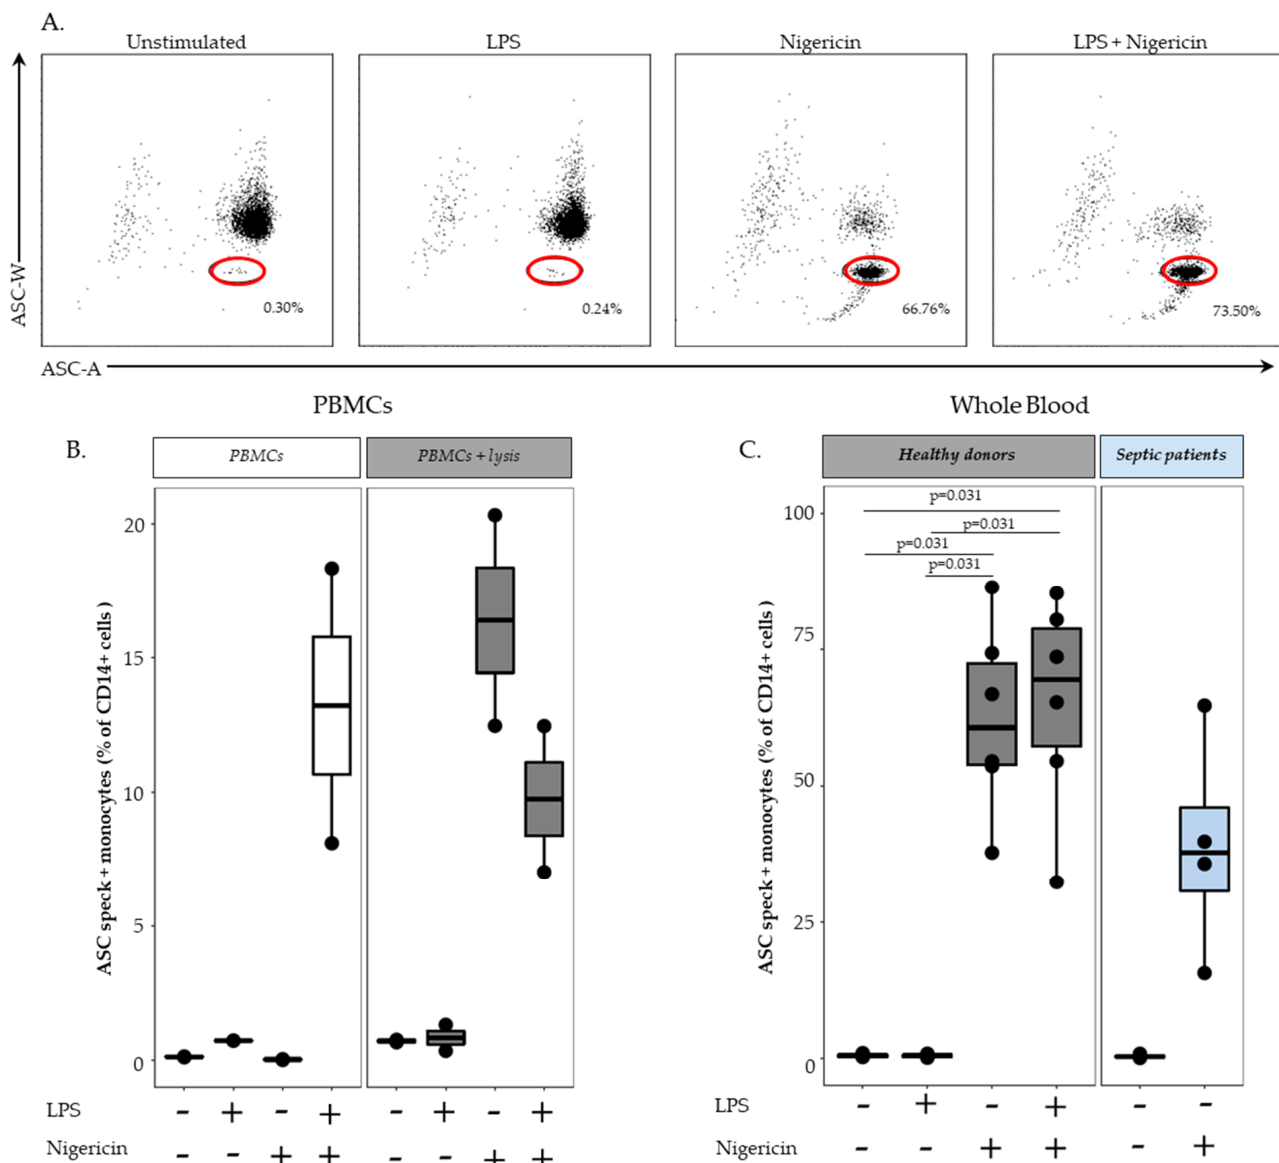 A.
Unstimulated
LPS
Nigericin
LPS + Nigericin
ASC-W
0.30%
0.24%
66.76%
73.50%
ASC-A
PBMCs
Whole Blood
B.
PBMCs
PBMCs + lysis
C.
Healthy donors
Septic patients
ASC speck + monocytes (% of CD14+ cells)
20
15
10
5
0
ASC speck + monocytes (% of CD14+ cells)
100
75
50
25
0
p=0.031
p=0.031
p=0.031
p=0.031
LPS - + - + - + - +
Nigericin - - + + - - + +
LPS - + - + - -
Nigericin - - + + - +